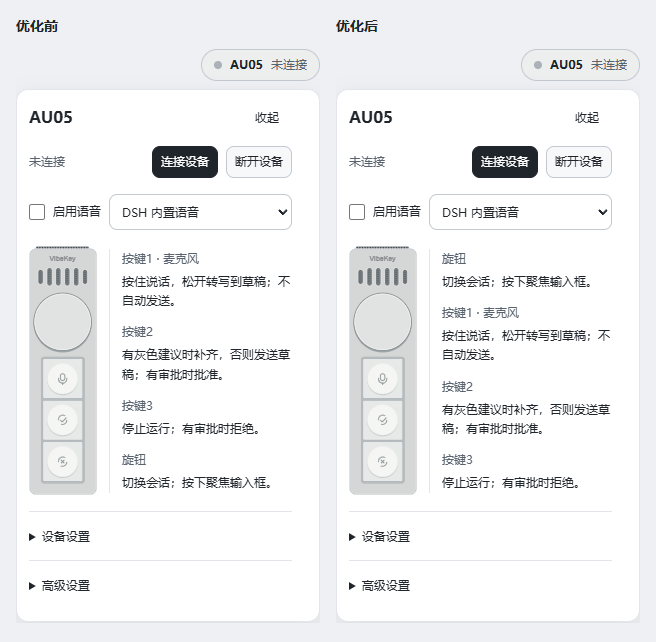 优化前
AU05 未连接
AU05
收起
未连接
连接设备
断开设备
启用语音
DSH 内置语音
VibeKey
按键1 · 麦克风
按住说话，松开转写到草稿；不
自动发送。
按键2
有灰色建议时补齐，否则发送草
稿；有审批时批准。
按键3
停止运行；有审批时拒绝。
旋钮
切换会话；按下聚焦输入框。
设备设置
高级设置
优化后
AU05 未连接
AU05
收起
未连接
连接设备
断开设备
启用语音
DSH 内置语音
VibeKey
旋钮
切换会话；按下聚焦输入框。
按键1 · 麦克风
按住说话，松开转写到草稿；不
自动发送。
按键2
有灰色建议时补齐，否则发送草
稿；有审批时批准。
按键3
停止运行；有审批时拒绝。
设备设置
高级设置